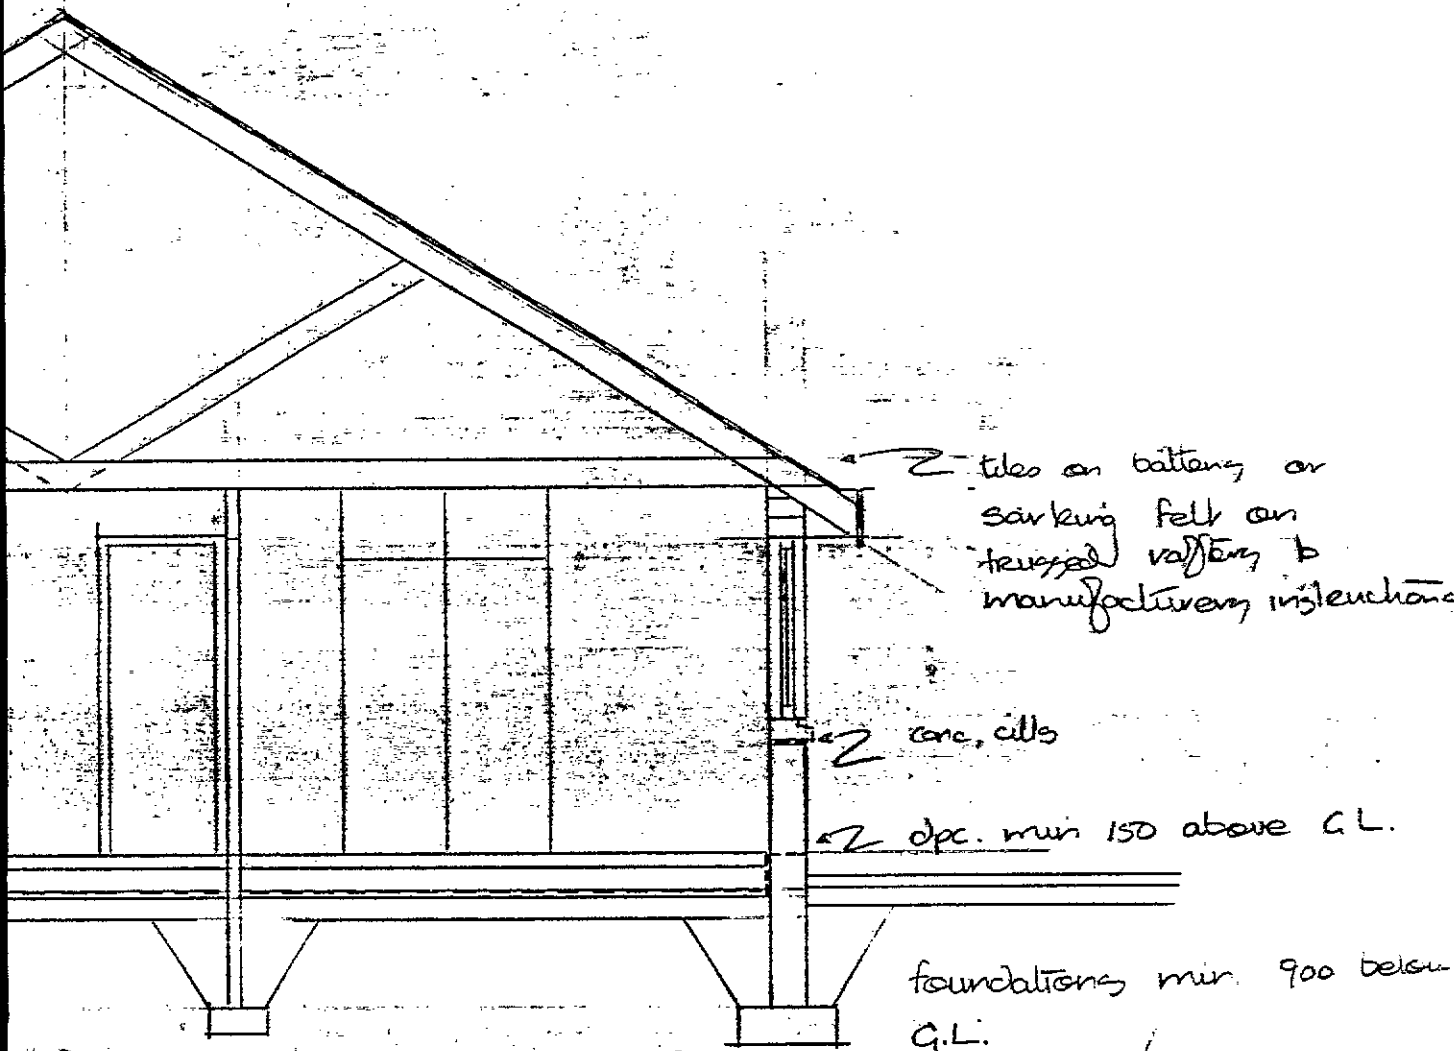 tiles on battens on
sarking felt on
trussed rafters to
manufacturers instructions
conc. cills
dpc. min 150 above G.L.
foundations min. 900 below
G.L.